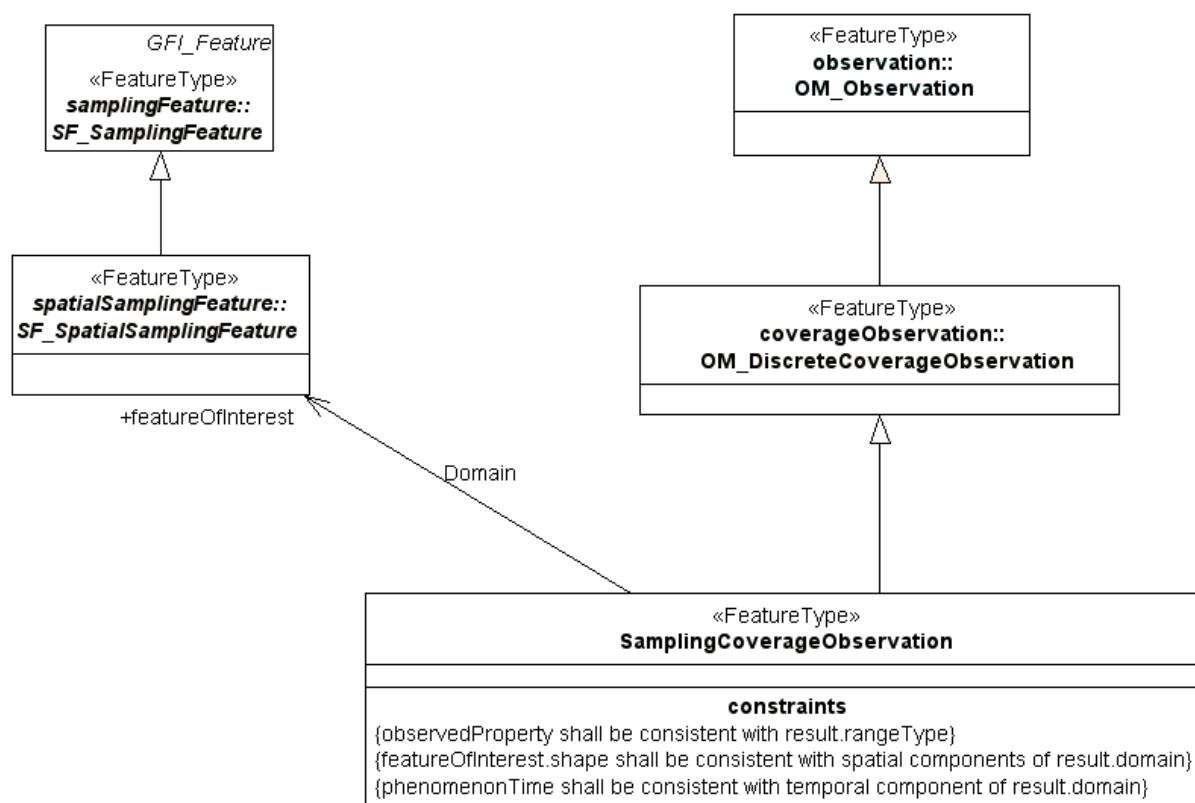 GFI_Feature
«FeatureType»
samplingFeature::
SF_SamplingFeature
«FeatureType»
observation::
OM_Observation
«FeatureType»
spatialSamplingFeature::
SF_SpatialSamplingFeature
«FeatureType»
coverageObservation::
OM_DiscreteCoverageObservation
+featureOfInterest
Domain
«FeatureType»
SamplingCoverageObservation
constraints
{observedProperty shall be consistent with result.rangeType}
{featureOfInterest.shape shall be consistent with spatial components of result.domain}
{phenomenonTime shall be consistent with temporal component of result.domain}